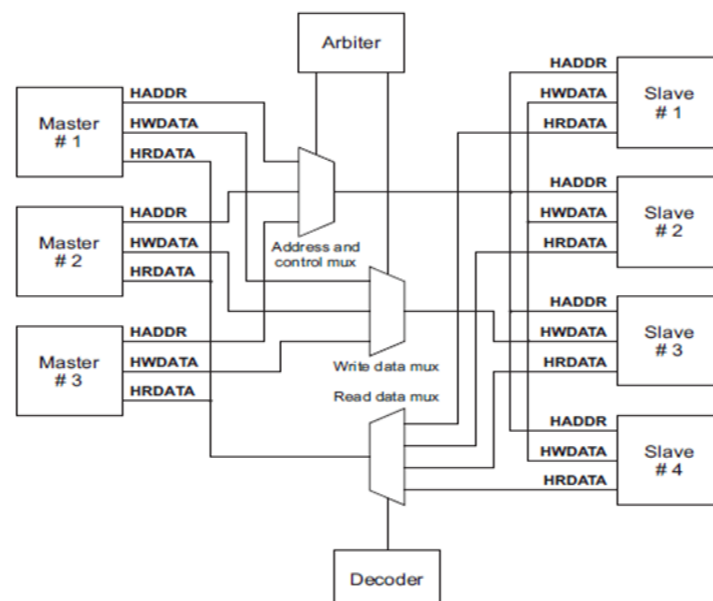 Arbiter
Master
# 1
HADDR
HWDATA
HRDATA
Master
# 2
HADDR
HWDATA
HRDATA
Master
# 3
HADDR
HWDATA
HRDATA
Address and
control mux
Write data mux
Read data mux
HADDR
HWDATA
HRDATA
Slave
# 1
HADDR
HWDATA
HRDATA
Slave
# 2
HADDR
HWDATA
HRDATA
Slave
# 3
HADDR
HWDATA
HRDATA
Slave
# 4
Decoder